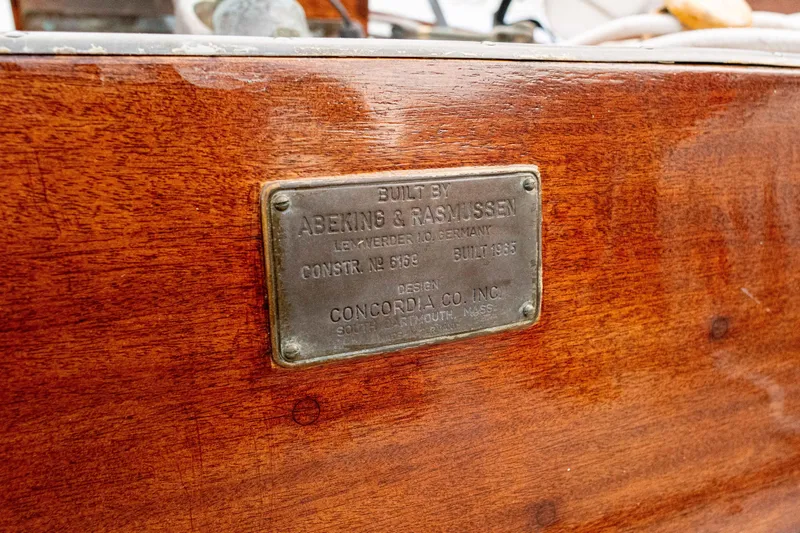 BUILT BY
ABEKING & RASMUSSEN
LEMWERDER I.O. GERMANY
CONSTR. No 6169 BUILT 1965
DESIGN
CONCORDIA CO. INC.
SOUTH DARTMOUTH, MASS.